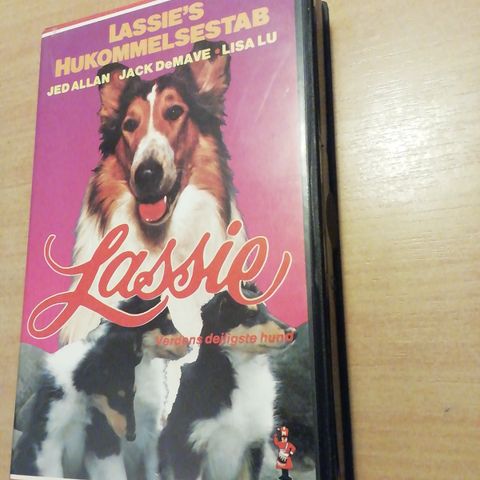 LASSIE'S
HUKOMMELSESTAB
JED ALLAN • JACK DeMAVE • LISA LU
Lassie
Verdens dejligste hund